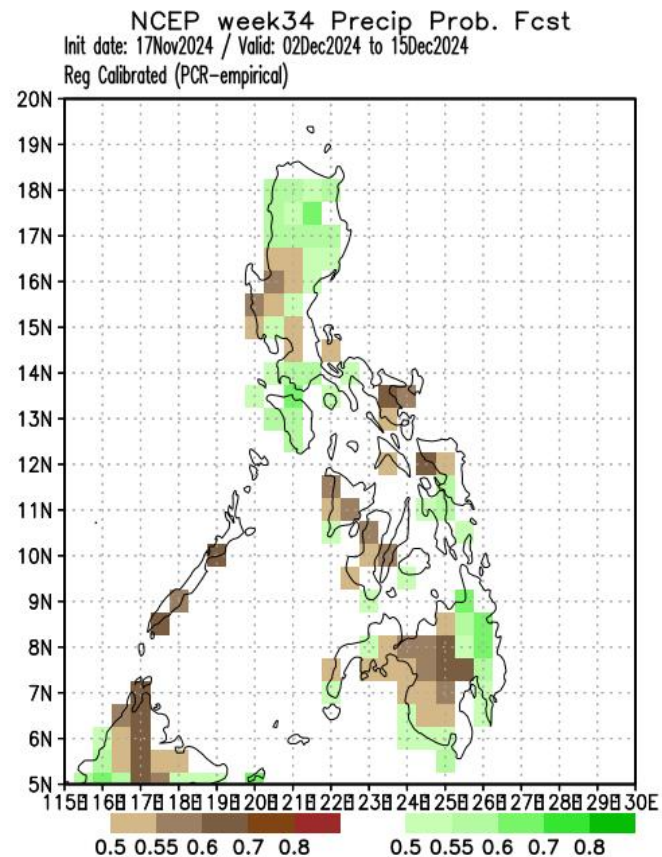 NCEP week34 Precip Prob. Fcst
Init date: 17Nov2024 / Valid: 02Dec2024 to 15Dec2024
Reg Calibrated (PCR-empirical)
20N
19N
18N
17N
16N
15N
14N
13N
12N
11N
10N
9N
8N
7N
6N
5N
115E 116E 117E 118E 119E 120E 121E 122E 123E 124E 125E 126E 127E 128E 129E 130E
0.5 0.55 0.6 0.7 0.8 0.5 0.55 0.6 0.7 0.8